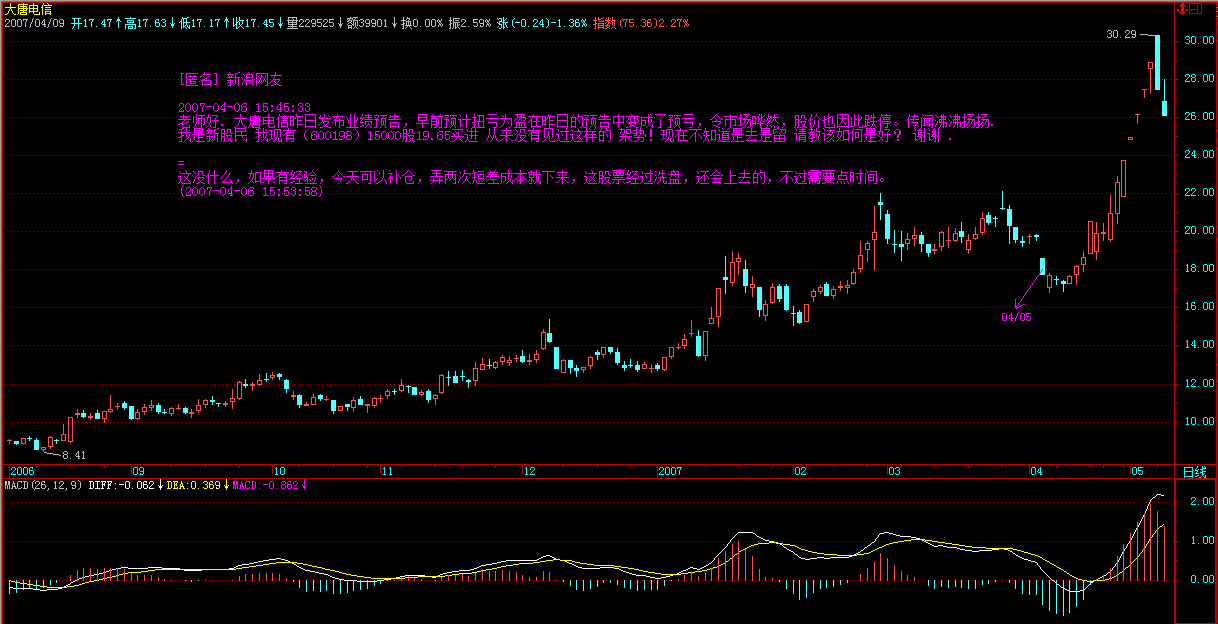 大唐电信
2007/04/09 开17.47↑高17.63↓低17.17↑收17.45↓量229525↓额39901↓换0.00% 振2.59% 涨(-0.24)-1.36% 指数(75.36)2.27%
30.29
30.00
[匿名] 新浪网友
28.00
2007-04-06 15:45:33
老师好. 大唐电信昨日发布业绩预告，早前预计扭亏为盈在昨日的预告中变成了预亏，令市场哗然，股价也因此跌停。传闻沸沸扬扬.
26.00
我是新股民 我现有（600198）15000股19.65买进 从来没有见过这样的 架势！现在不知道是去是留 请教该如何是好？ 谢谢 .
24.00
=
这没什么，如果有经验，今天可以补仓，弄两次短差成本就下来，这股票经过洗盘，还会上去的，不过需要点时间。
(2007-04-06 15:53:58)
22.00
20.00
18.00
16.00
04/05
14.00
12.00
10.00
8.41
2006 09 10 11 12 2007 02 03 04 05 日线
MACD(26,12,9) DIFF:-0.062↓DEA:0.369↓MACD:-0.862↓
2.00
1.00
0.00